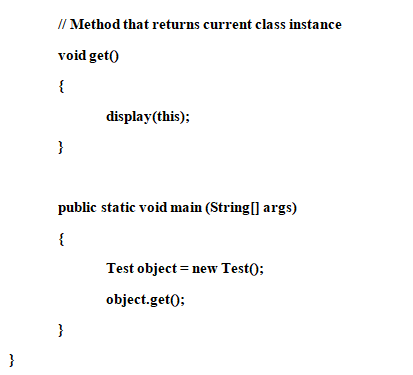 // Method that returns current class instance
void get()
{
display(this);
}
public static void main (String[] args)
{
Test object = new Test();
object.get();
}
}